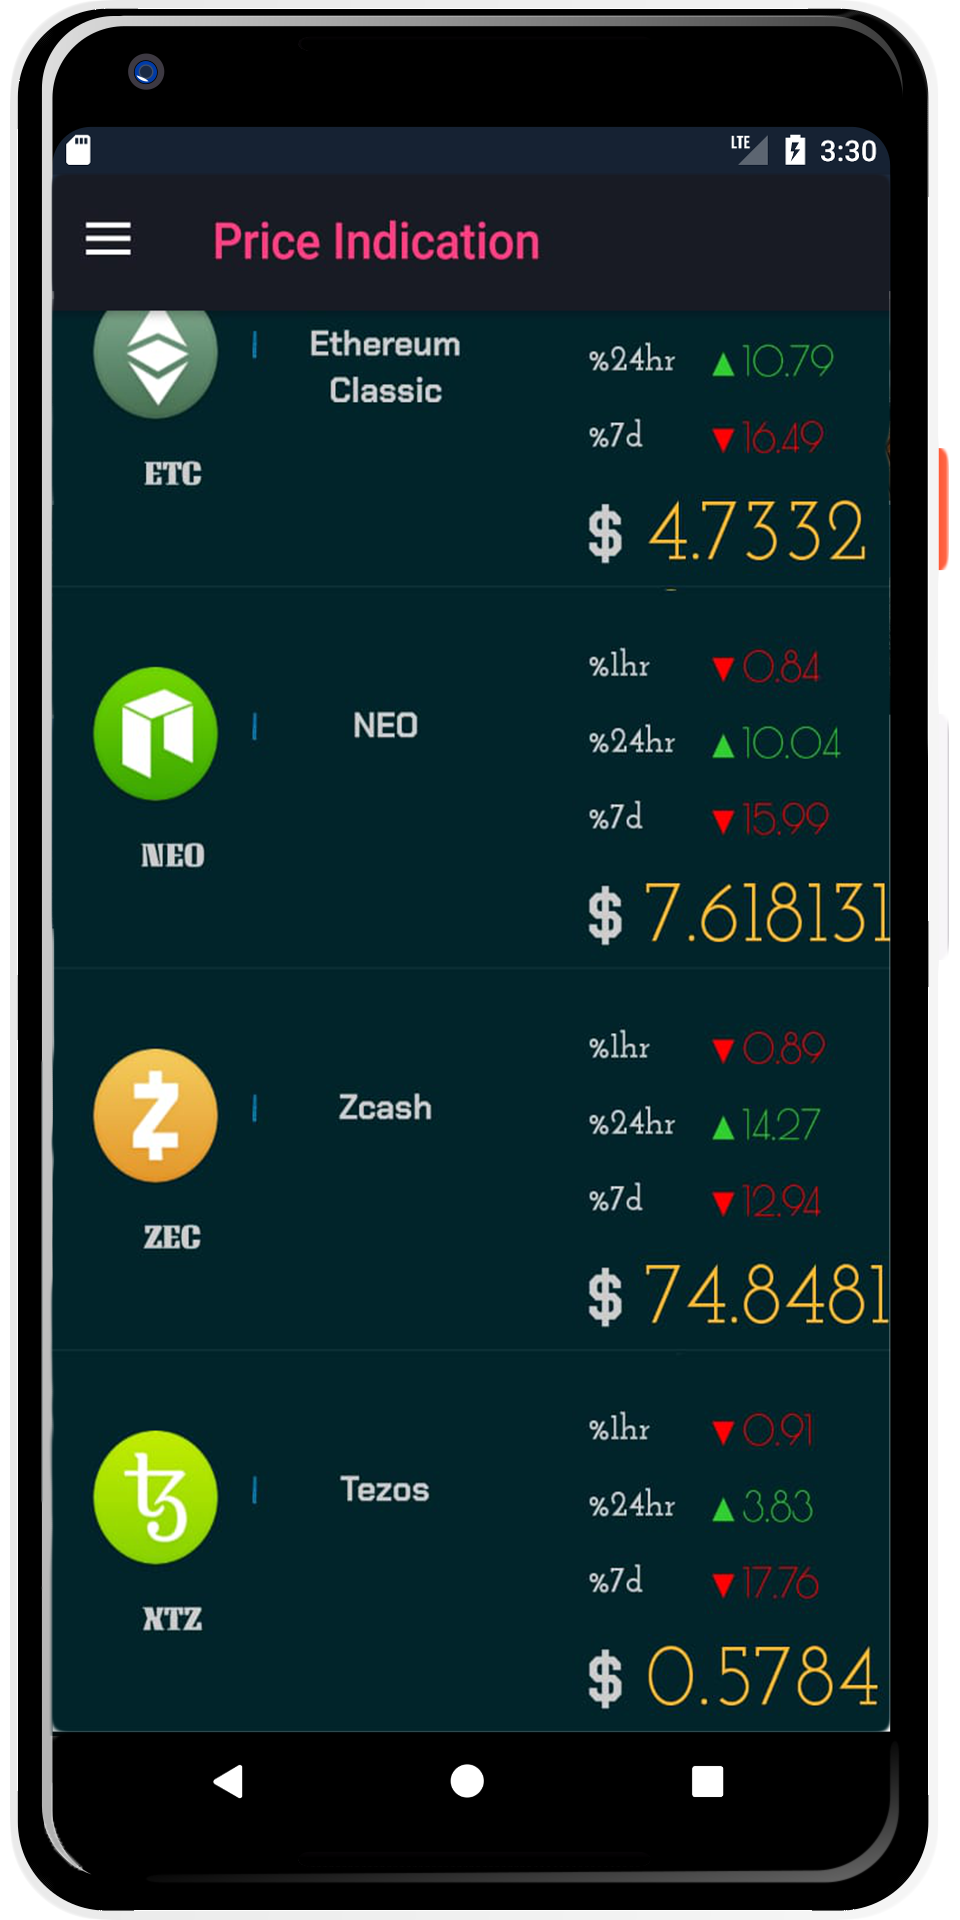 LTE 3:30
Price Indication
Ethereum
Classic
%24hr ▲10.79
%7d ▼16.49
ETC
$ 4.7332
%1hr ▼0.84
NEO
%24hr ▲10.04
%7d ▼15.99
NEO
$ 7.618131
%1hr ▼0.89
Zcash
%24hr ▲14.27
%7d ▼12.94
ZEC
$ 74.8481
%1hr ▼0.91
Tezos
%24hr ▲3.83
%7d ▼17.76
XTZ
$ 0.5784